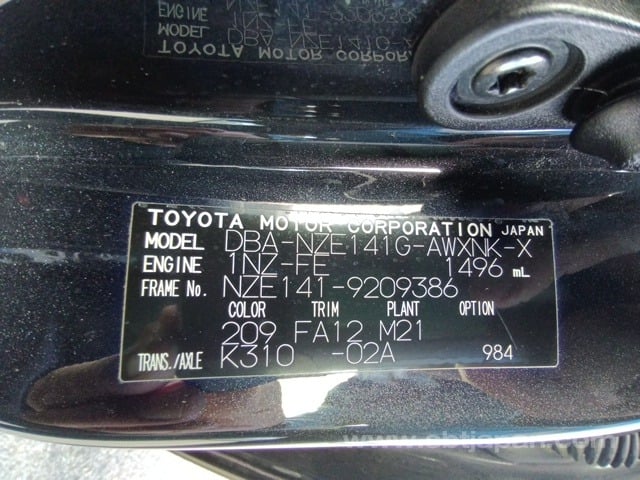 TOYOTA MOTOR CORPORATION JAPAN
MODEL DBA-NZE141G-AWXNK-X
ENGINE 1NZ-FE 1496 mL
FRAME No. NZE141-9209386
COLOR TRIM PLANT OPTION
209 FA12 M21
TRANS./AXLE K310 -02A 984